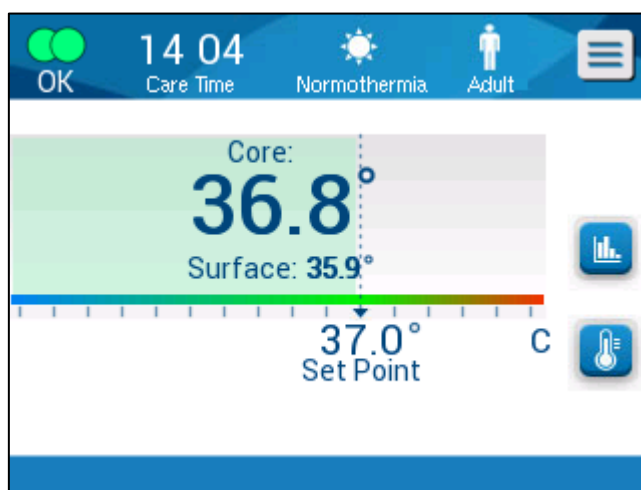 OK
14 04
Care Time
Normothermia
Adult
Core:
36.8°
Surface: 35.9°
37.0°
C
Set Point